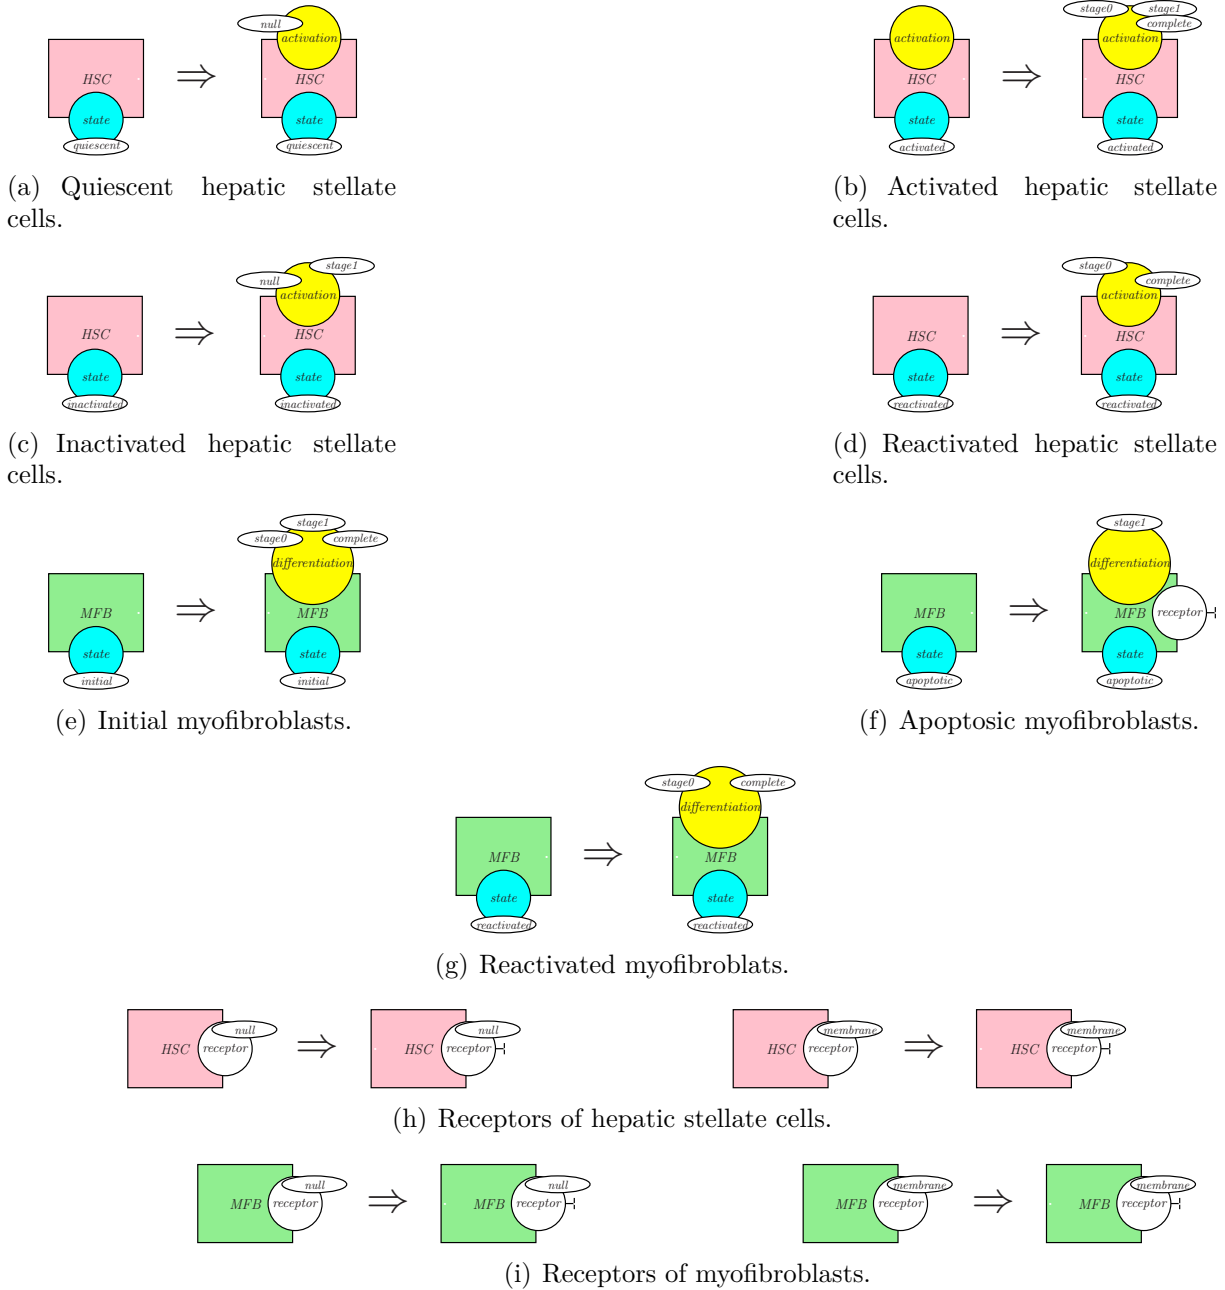 null
activation
HSC
HSC
state
state
quiescent
quiescent
(a) Quiescent hepatic stellate
cells.
stage0
stage1
complete
activation
activation
HSC
HSC
state
state
activated
activated
(b) Activated hepatic stellate
cells.
stage1
null
activation
HSC
HSC
state
state
inactivated
inactivated
(c) Inactivated hepatic stellate
cells.
stage0
complete
activation
HSC
HSC
state
state
reactivated
reactivated
(d) Reactivated hepatic stellate
cells.
stage1
stage0
complete
differentiation
MFB
MFB
state
state
initial
initial
(e) Initial myofibroblasts.
stage1
differentiation
MFB
MFB
receptor
state
state
apoptotic
apoptotic
(f) Apoptosic myofibroblasts.
stage0
complete
differentiation
MFB
MFB
state
state
reactivated
reactivated
(g) Reactivated myofibroblats.
null
HSC
receptor
null
HSC
receptor
membrane
HSC
receptor
membrane
HSC
receptor
(h) Receptors of hepatic stellate cells.
null
MFB
receptor
null
MFB
receptor
membrane
MFB
receptor
membrane
MFB
receptor
(i) Receptors of myofibroblasts.